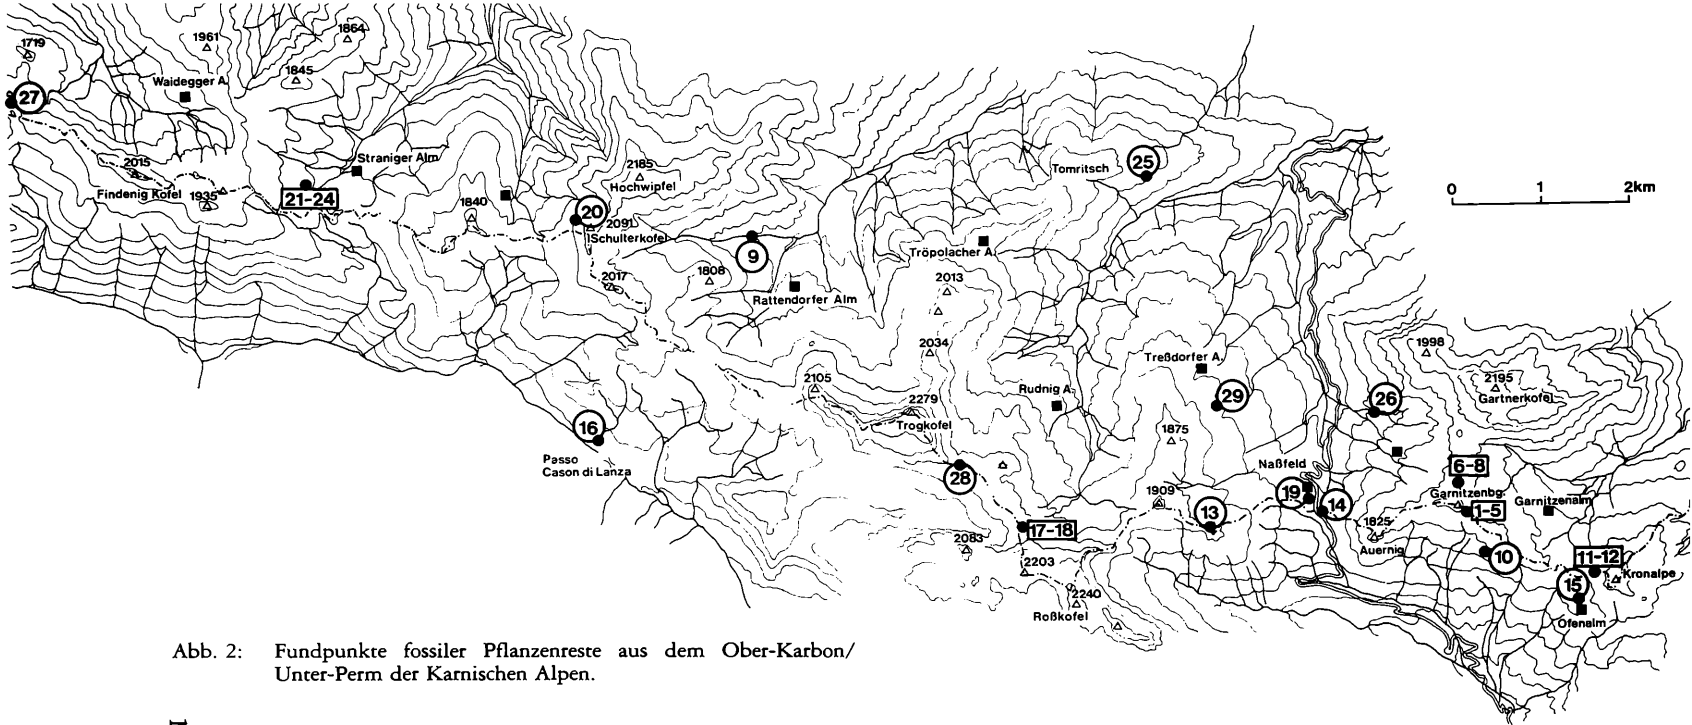 1719
1961
1864
1845
Waidegger A.
27
2015
Straniger Alm
Findenig Kofel
1935
21-24
1840
2185
Hochwipfel
20
2091
Schulterkofel
9
2017
1808
Rattendorfer Alm
Tomritsch
25
0 1 2km
Tröpolacher A.
2013
2034
2105
2279
Trogkofel
Rudnig A.
Treßdorfer A.
29
1998
2195
Gartnerkofel
26
16
Passo
Cason di Lanza
1875
28
Naßfeld
19
14
1909
13
6-8
Garnitzenbg.
1-5
Garnitzenalm
1825
Auernig
17-18
2083
2203
2240
Roßkofel
10
11-12
15
Kronalpe
Ofenalm
Abb. 2: Fundpunkte fossiler Pflanzenreste aus dem Ober-Karbon/
Unter-Perm der Karnischen Alpen.